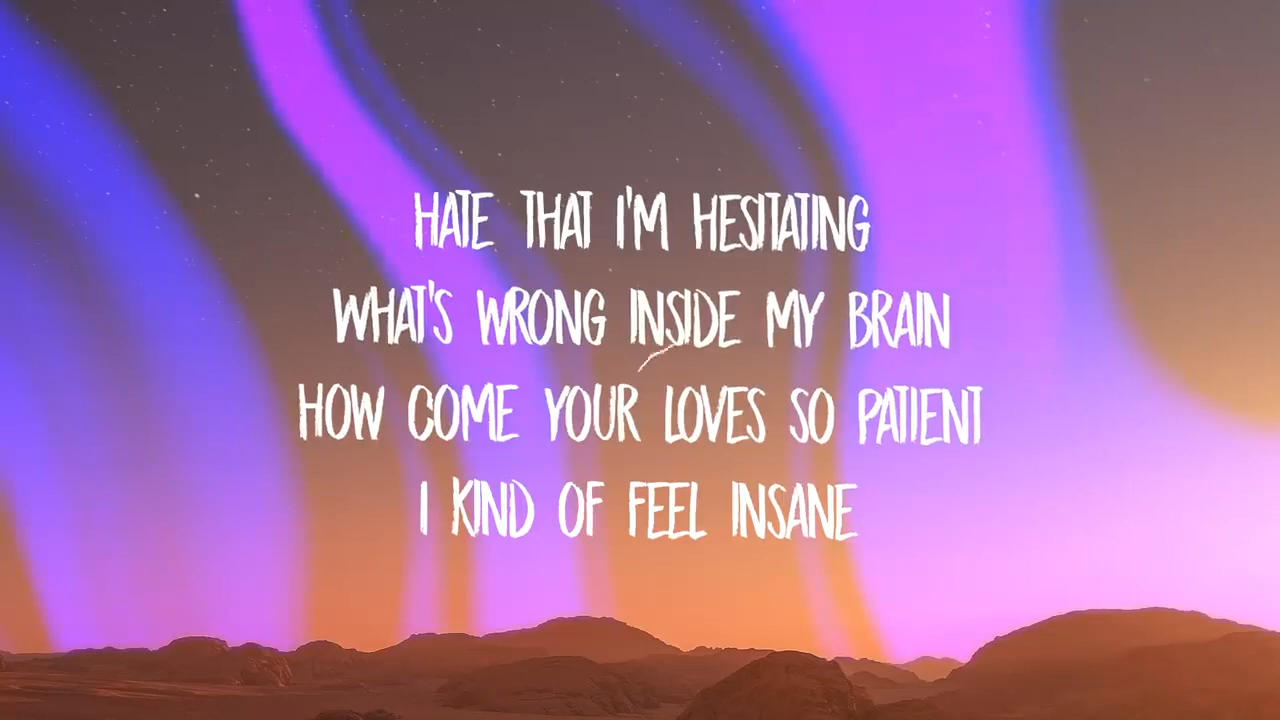 HATE THAT I'M HESITATING
WHAT'S WRONG INSIDE MY BRAIN
HOW COME YOUR LOVES SO PATIENT
I KIND OF FEEL INSANE